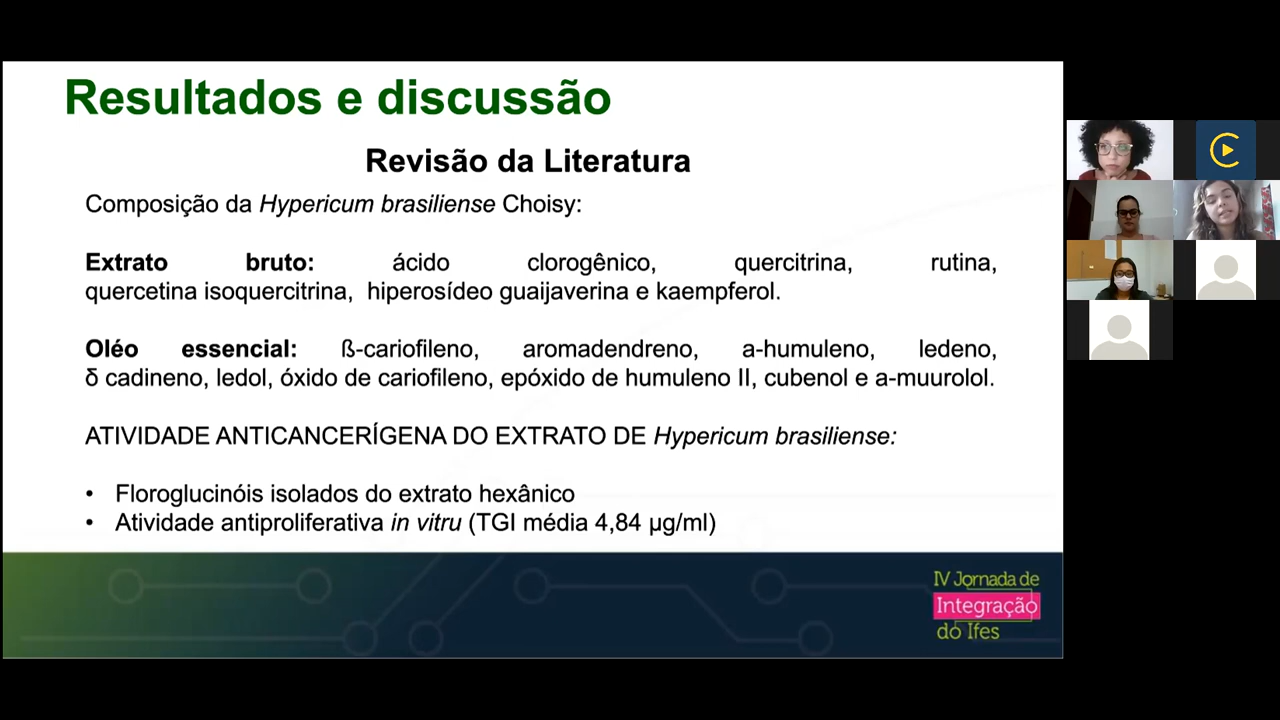 Resultados e discussão
Revisão da Literatura
Composição da Hypericum brasiliense Choisy:
Extrato bruto: ácido clorogênico, quercitrina, rutina,
quercetina isoquercitrina, hiperosídeo guaijaverina e kaempferol.
Oléo essencial: ß-cariofileno, aromadendreno, a-humuleno, ledeno,
δ cadineno, ledol, óxido de cariofileno, epóxido de humuleno II, cubenol e a-muurolol.
ATIVIDADE ANTICANCERÍGENA DO EXTRATO DE Hypericum brasiliense:
• Floroglucinóis isolados do extrato hexânico
• Atividade antiproliferativa in vitru (TGI média 4,84 µg/ml)
IV Jornada de
Integração
do Ifes